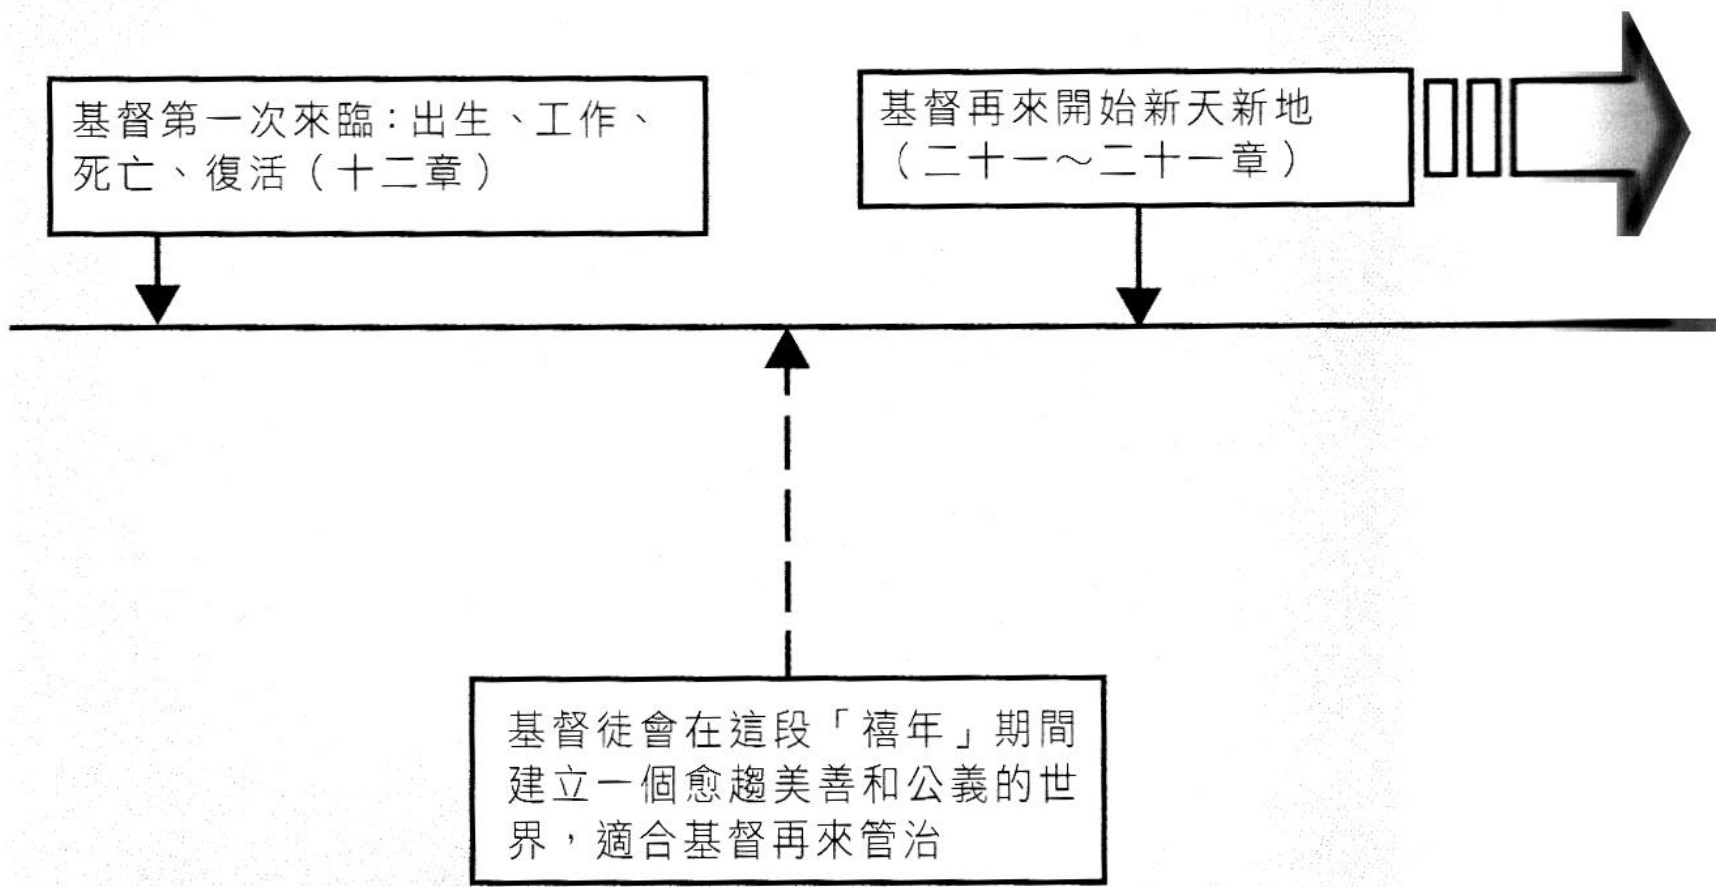 基督第一次來臨：出生、工作、
死亡、復活（十二章）
基督再來開始新天新地
（二十一～二十一章）
基督徒會在這段「禧年」期間
建立一個愈趨美善和公義的世
界，適合基督再來管治